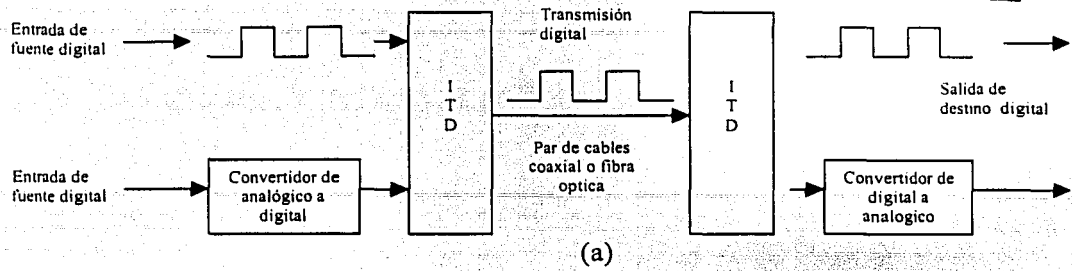 Entrada de
fuente digital
I
T
D
Transmisión
digital
Par de cables
coaxial o fibra
optica
I
T
D
Salida de
destino digital
Entrada de
fuente digital
Convertidor de
analógico a
digital
Convertidor de
digital a
analogico
(a)